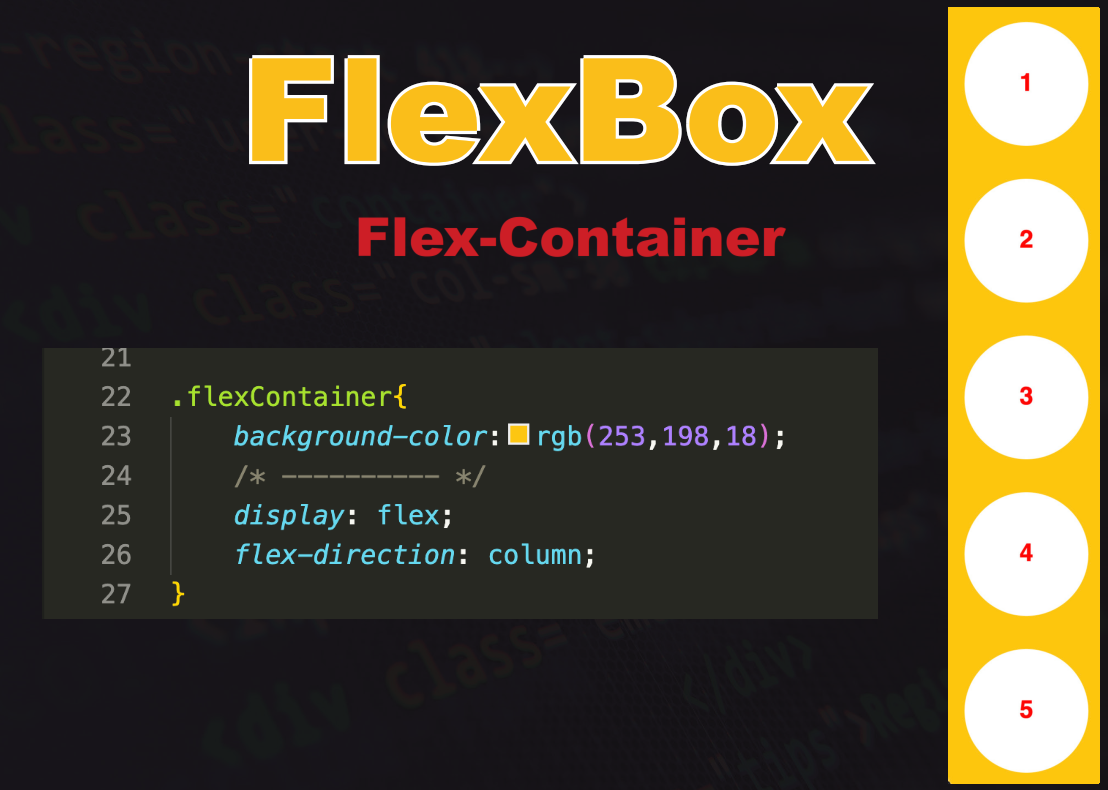 FlexBox
Flex-Container
21
22 .flexContainer{
23 background-color: rgb(253,198,18);
24 /* ---------- */
25 display: flex;
26 flex-direction: column;
27 }
1
2
3
4
5